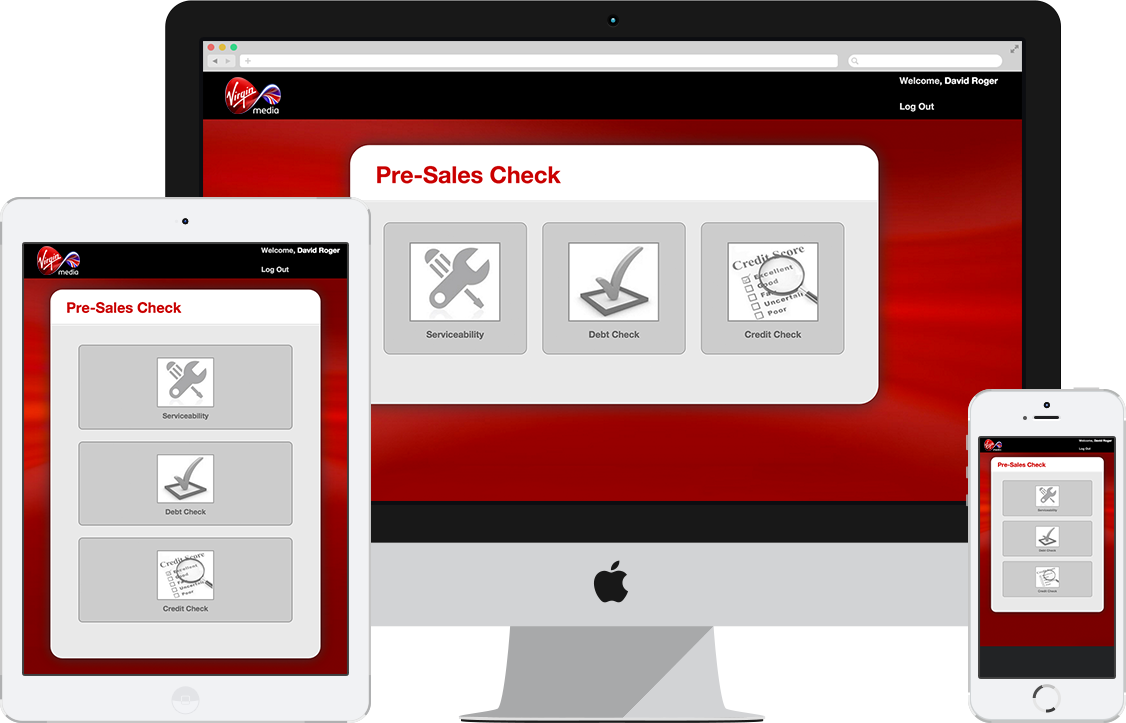 Virgin
media
Welcome, David Roger
Log Out
Pre-Sales Check
Serviceability
Debt Check
Credit Score
Excellent
Good
Uncertain
Poor
Credit Check
Virgin
media
Welcome, David Roger
Log Out
Pre-Sales Check
Serviceability
Debt Check
Credit Score
Excellent
Good
Poor
Credit Check
Virgin
media
Welcome, David Roger
Log Out
Pre-Sales Check
Serviceability
Debt Check
Credit Check